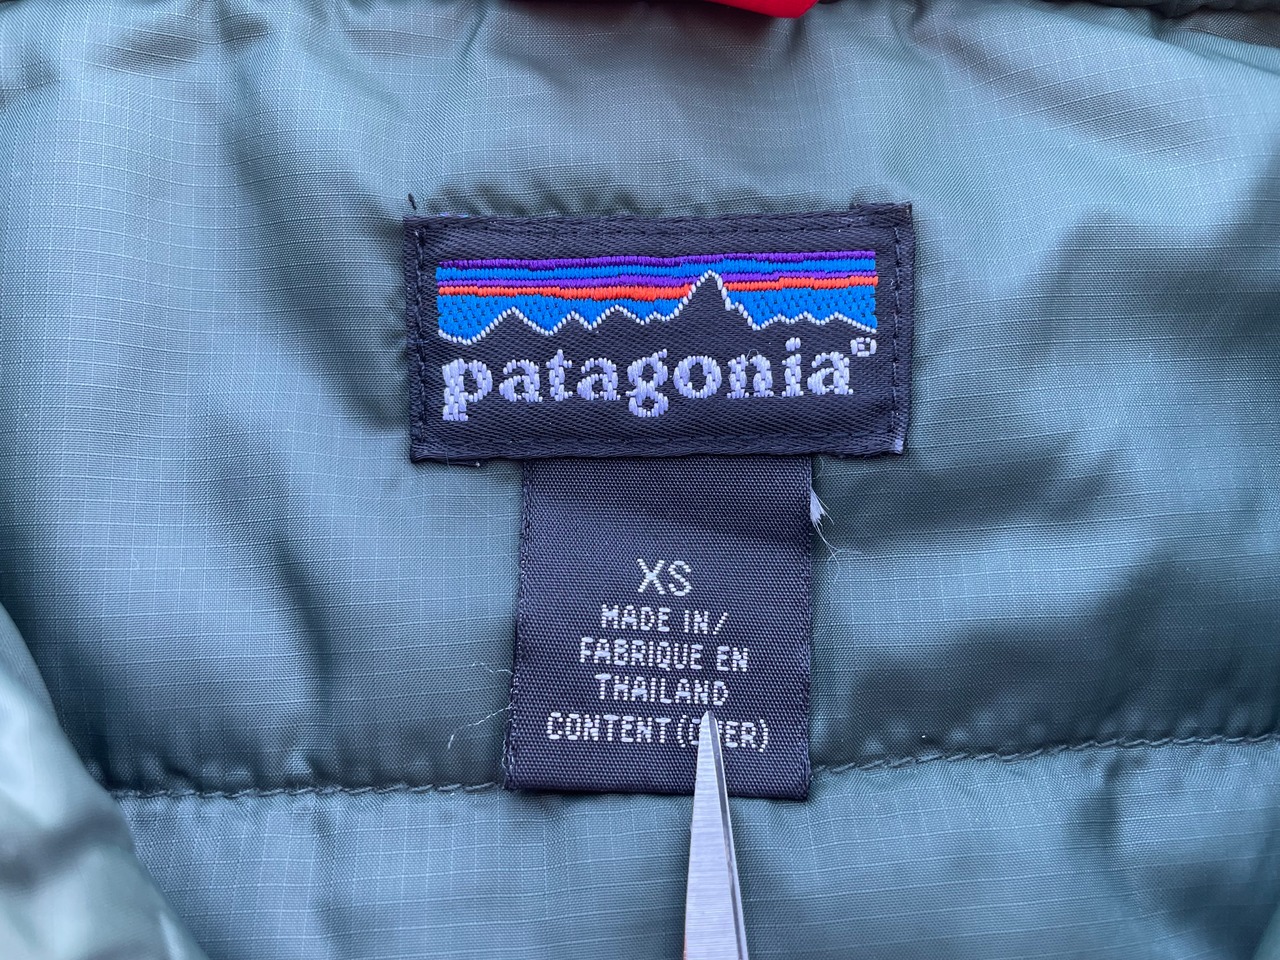 patagonia®
XS
MADE IN/
FABRIQUE EN
THAILAND
CONTENT